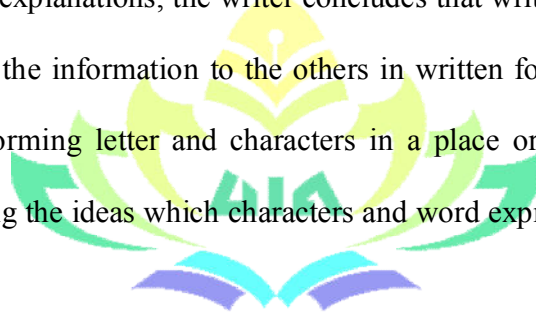 explanations, the writer concludes that writ
the information to the others in written fo
orming letter and characters in a place or
g the ideas which characters and word expr